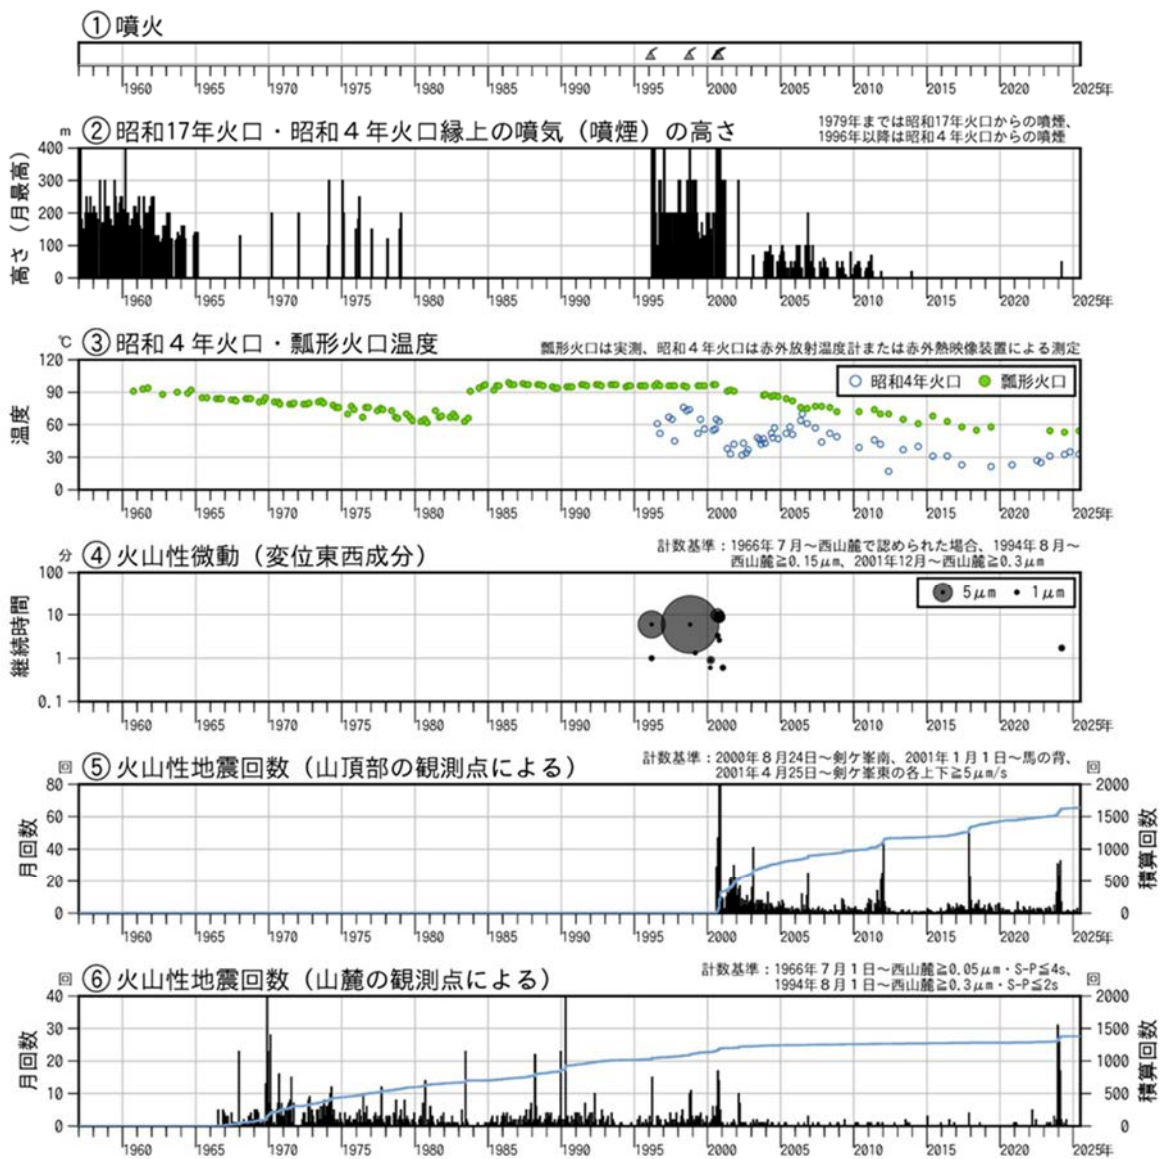 ①噴火
1960 1965 1970 1975 1980 1985 1990 1995 2000 2005 2010 2015 2020 2025年
m ②昭和17年火口・昭和４年火口縁上の噴気（噴煙）の高さ
1979年までは昭和17年火口からの噴煙、
1996年以降は昭和４年火口からの噴煙
高さ（月最高）
400
300
200
100
0
1960 1965 1970 1975 1980 1985 1990 1995 2000 2005 2010 2015 2020 2025年
℃ ③昭和４年火口・瓢形火口温度
瓢形火口は実測、昭和４年火口は赤外放射温度計または赤外熱映像装置による測定
温度
120
90
60
30
0
昭和4年火口 瓢形火口
1960 1965 1970 1975 1980 1985 1990 1995 2000 2005 2010 2015 2020 2025年
分 ④火山性微動（変位東西成分）
計数基準：1966年７月～西山麓で認められた場合、1994年８月～
西山麓≧0.15μm、2001年12月～西山麓≧0.3μm
継続時間
100
10
1
0.1
5μm 1μm
1960 1965 1970 1975 1980 1985 1990 1995 2000 2005 2010 2015 2020 2025年
回 ⑤火山性地震回数（山頂部の観測点による）
計数基準：2000年８月24日～剣ケ峯南、2001年１月１日～馬の背、
2001年４月25日～剣ケ峯東の各上下≧5μm/s
回
月回数
80
60
40
20
0
2000
1500
1000
500
0
積算回数
1960 1965 1970 1975 1980 1985 1990 1995 2000 2005 2010 2015 2020 2025年
回 ⑥火山性地震回数（山麓の観測点による）
計数基準：1966年７月１日～西山麓≧0.05μm・S-P≦4s、
1994年８月１日～西山麓≧0.3μm・S-P≦2s
回
月回数
40
30
20
10
0
2000
1500
1000
500
0
積算回数
1960 1965 1970 1975 1980 1985 1990 1995 2000 2005 2010 2015 2020 2025年